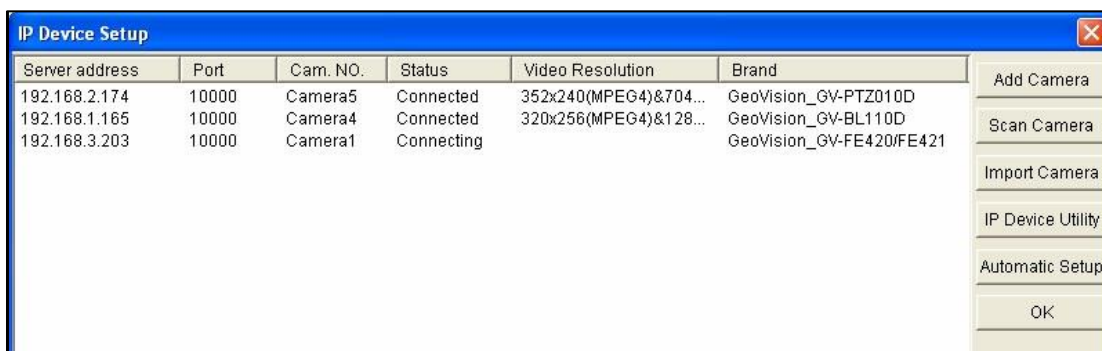 IP Device Setup
Server address Port Cam. NO. Status Video Resolution Brand
192.168.2.174 10000 Camera5 Connected 352x240(MPEG4)&704... GeoVision_GV-PTZ010D
192.168.1.165 10000 Camera4 Connected 320x256(MPEG4)&128... GeoVision_GV-BL110D
192.168.3.203 10000 Camera1 Connecting GeoVision_GV-FE420/FE421
Add Camera
Scan Camera
Import Camera
IP Device Utility
Automatic Setup
OK